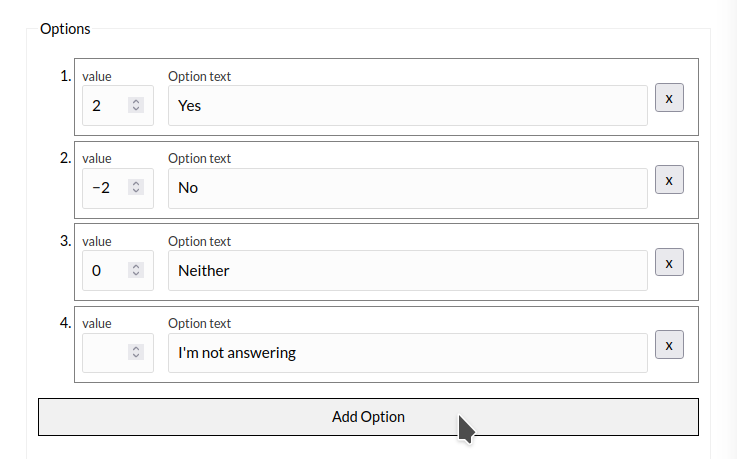 Options
1. value Option text
2 Yes x
2. value Option text
−2 No x
3. value Option text
0 Neither x
4. value Option text
I'm not answering x
Add Option